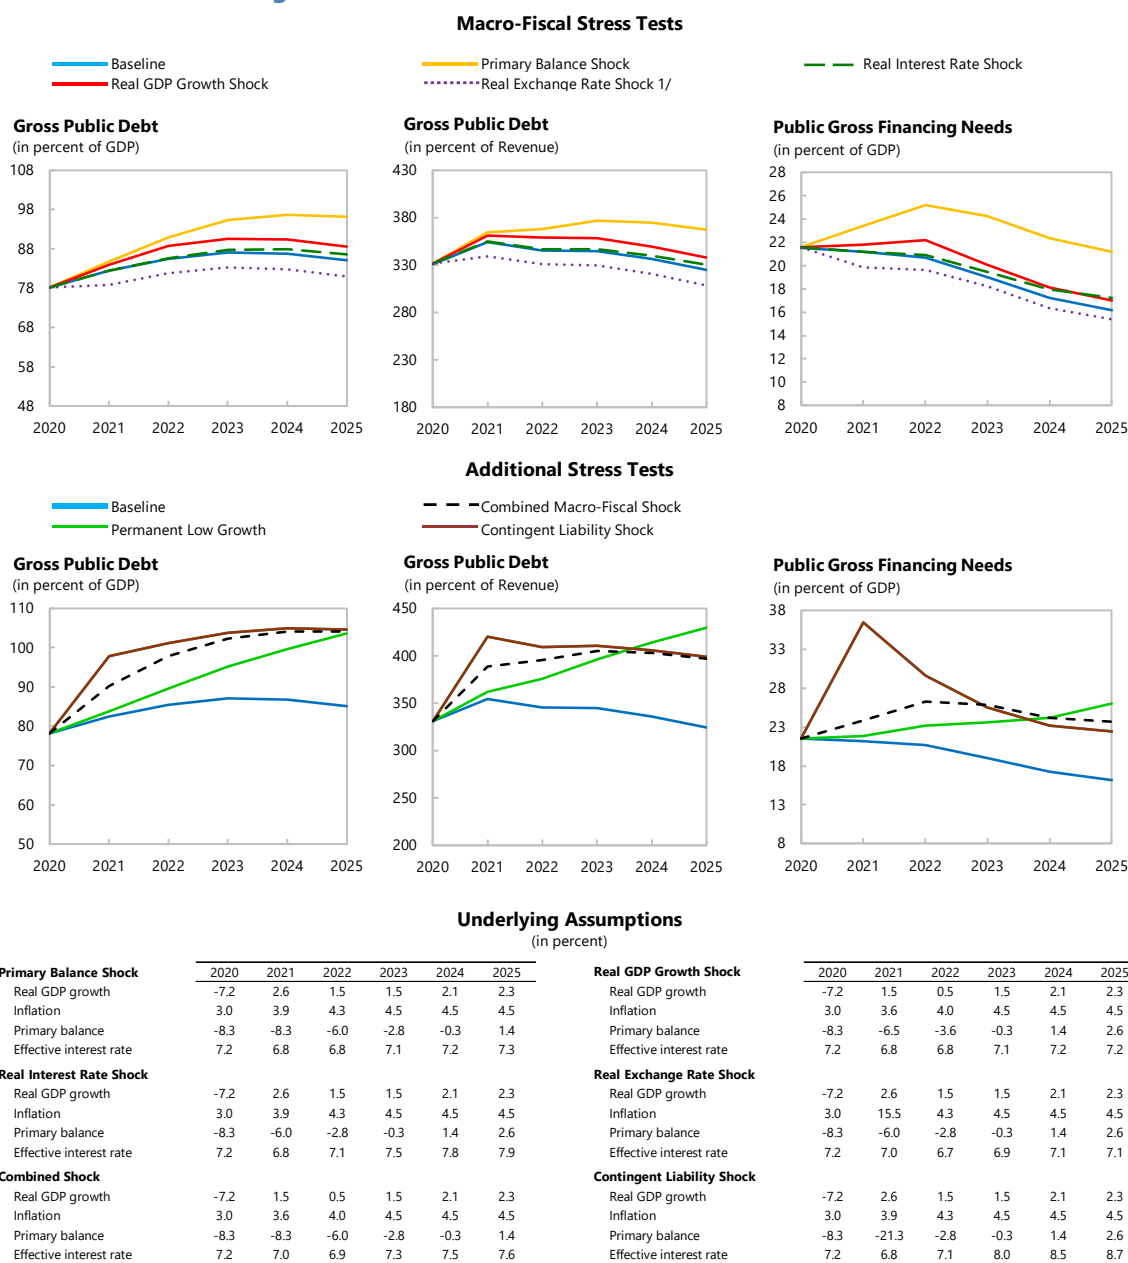 Macro-Fiscal Stress Tests
Baseline
Primary Balance Shock
Real Interest Rate Shock
Real GDP Growth Shock
Real Exchange Rate Shock 1/
Gross Public Debt
(in percent of GDP)
108
98
88
78
68
58
48
2020 2021 2022 2023 2024 2025
Gross Public Debt
(in percent of Revenue)
430
380
330
280
230
180
2020 2021 2022 2023 2024 2025
Public Gross Financing Needs
(in percent of GDP)
28
26
24
22
20
18
16
14
12
10
8
2020 2021 2022 2023 2024 2025
Additional Stress Tests
Baseline
Combined Macro-Fiscal Shock
Permanent Low Growth
Contingent Liability Shock
Gross Public Debt
(in percent of GDP)
110
100
90
80
70
60
50
2020 2021 2022 2023 2024 2025
Gross Public Debt
(in percent of Revenue)
450
400
350
300
250
200
2020 2021 2022 2023 2024 2025
Public Gross Financing Needs
(in percent of GDP)
38
33
28
23
18
13
8
2020 2021 2022 2023 2024 2025
Underlying Assumptions
(in percent)
Primary Balance Shock 2020 2021 2022 2023 2024 2025
Real GDP growth -7.2 2.6 1.5 1.5 2.1 2.3
Inflation 3.0 3.9 4.3 4.5 4.5 4.5
Primary balance -8.3 -8.3 -6.0 -2.8 -0.3 1.4
Effective interest rate 7.2 6.8 6.8 7.1 7.2 7.3
Real Interest Rate Shock
Real GDP growth -7.2 2.6 1.5 1.5 2.1 2.3
Inflation 3.0 3.9 4.3 4.5 4.5 4.5
Primary balance -8.3 -6.0 -2.8 -0.3 1.4 2.6
Effective interest rate 7.2 6.8 7.1 7.5 7.8 7.9
Combined Shock
Real GDP growth -7.2 1.5 0.5 1.5 2.1 2.3
Inflation 3.0 3.6 4.0 4.5 4.5 4.5
Primary balance -8.3 -8.3 -6.0 -2.8 -0.3 1.4
Effective interest rate 7.2 7.0 6.9 7.3 7.5 7.6
Real GDP Growth Shock 2020 2021 2022 2023 2024 2025
Real GDP growth -7.2 1.5 0.5 1.5 2.1 2.3
Inflation 3.0 3.6 4.0 4.5 4.5 4.5
Primary balance -8.3 -6.5 -3.6 -0.3 1.4 2.6
Effective interest rate 7.2 6.8 6.8 7.1 7.2 7.2
Real Exchange Rate Shock
Real GDP growth -7.2 2.6 1.5 1.5 2.1 2.3
Inflation 3.0 15.5 4.3 4.5 4.5 4.5
Primary balance -8.3 -6.0 -2.8 -0.3 1.4 2.6
Effective interest rate 7.2 7.0 6.7 6.9 7.1 7.1
Contingent Liability Shock
Real GDP growth -7.2 2.6 1.5 1.5 2.1 2.3
Inflation 3.0 3.9 4.3 4.5 4.5 4.5
Primary balance -8.3 -21.3 -2.8 -0.3 1.4 2.6
Effective interest rate 7.2 6.8 7.1 8.0 8.5 8.7